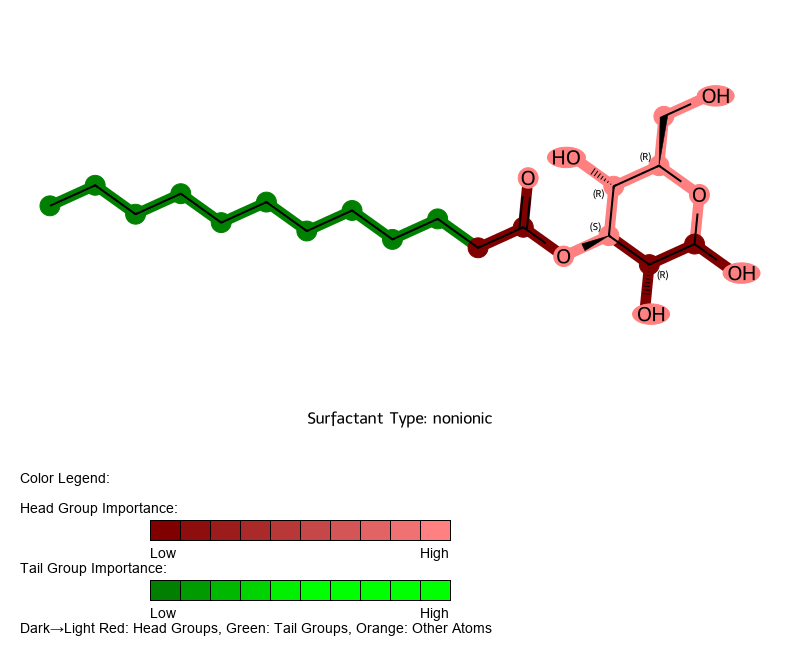 OH
HO
O
(R)
(R)
O
(S)
O
(R)
OH
OH
Surfactant Type: nonionic
Color Legend:
Head Group Importance:
Low High
Tail Group Importance:
Low High
Dark→Light Red: Head Groups, Green: Tail Groups, Orange: Other Atoms